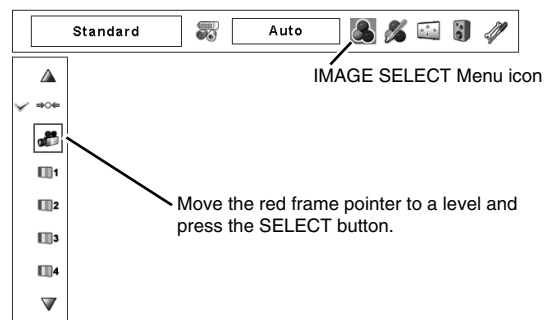 Standard
Auto
IMAGE SELECT Menu icon
1
Move the red frame pointer to a level and
2
press the SELECT button.
3
4